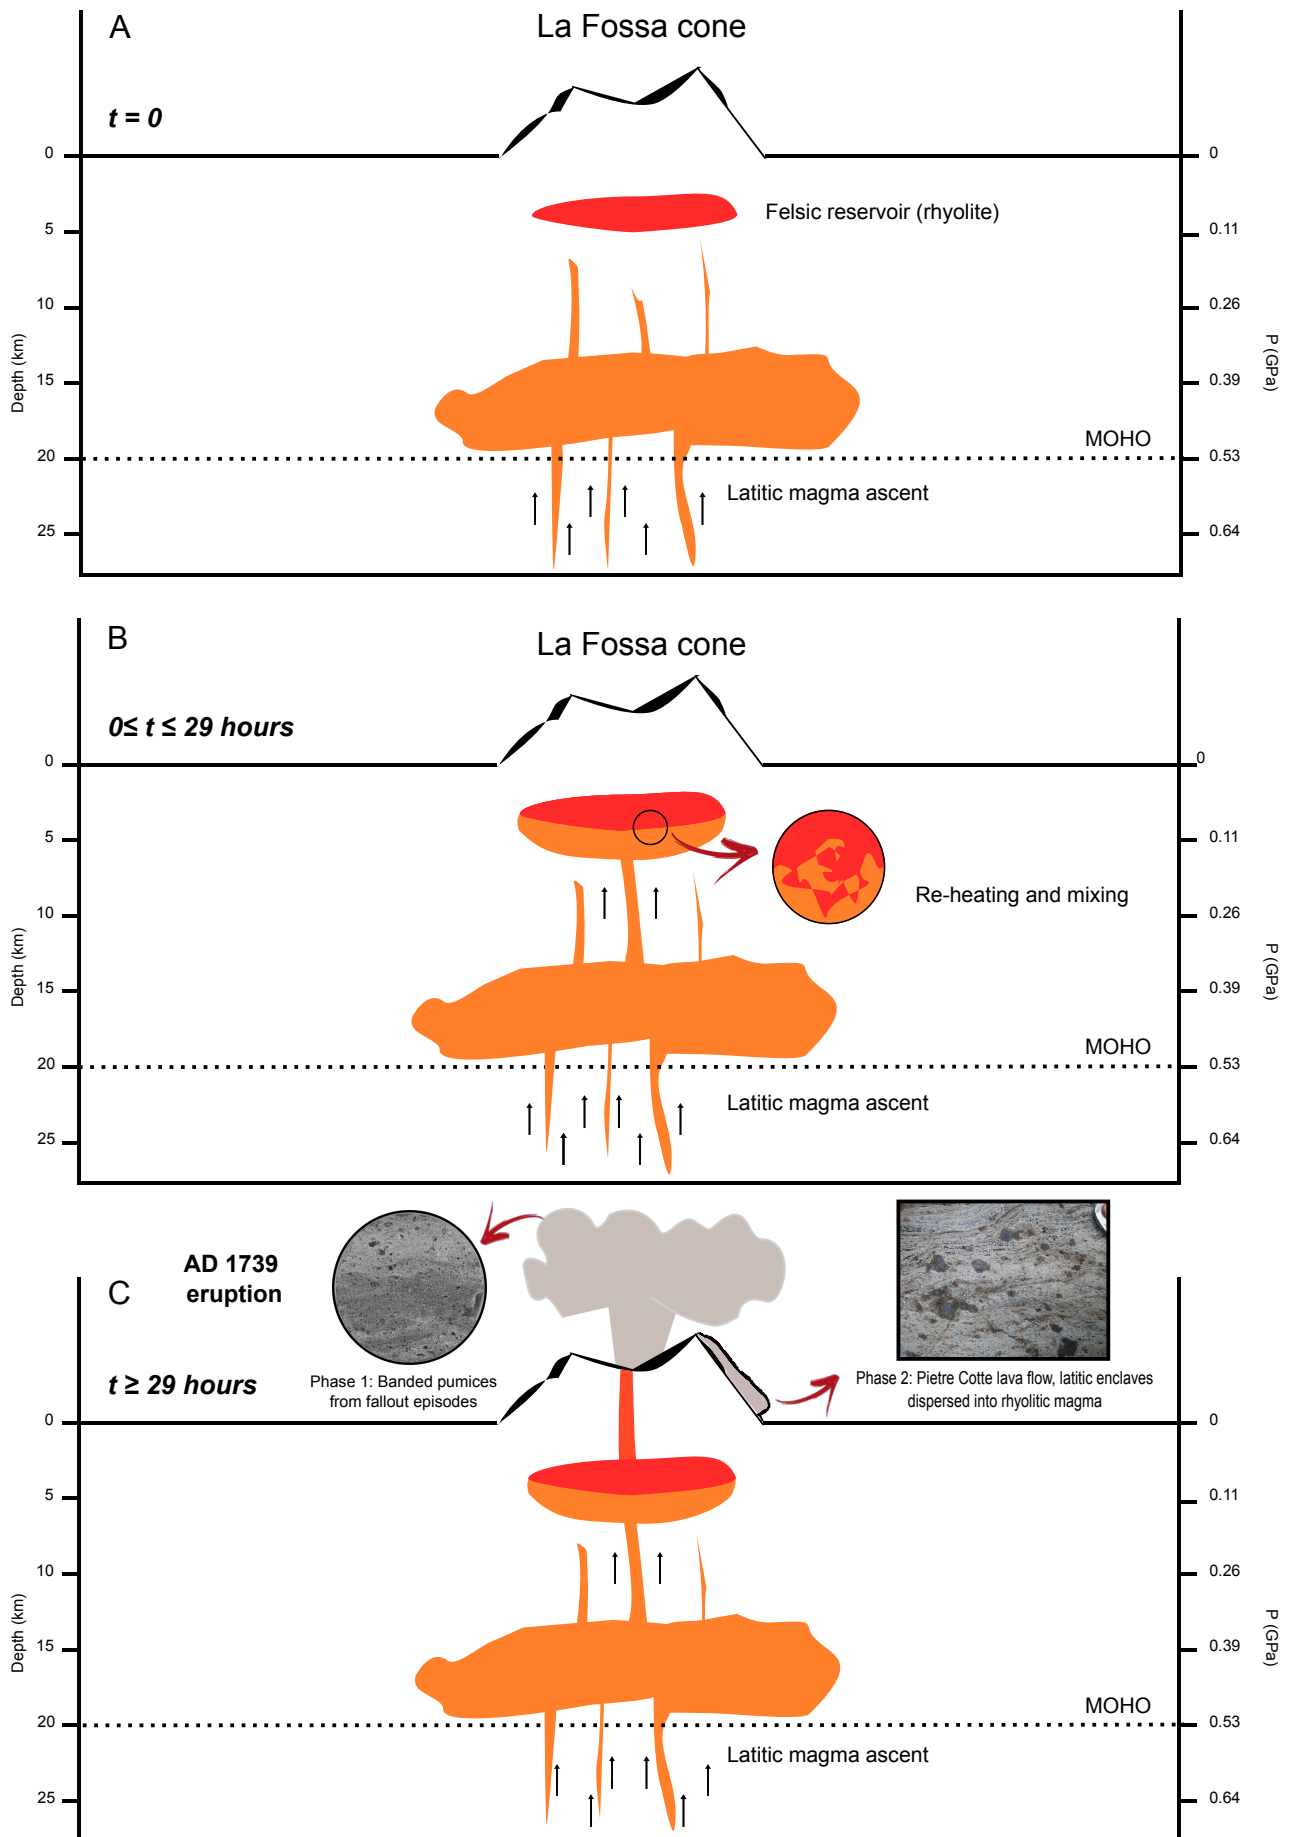 A
La Fossa cone
t = 0
0
0
Felsic reservoir (rhyolite)
5
0.11
10
0.26
Depth (km)
P (GPa)
15
0.39
MOHO
20
0.53
Latitic magma ascent
25
0.64
B
La Fossa cone
0≤ t ≤ 29 hours
0
0
5
0.11
Re-heating and mixing
10
0.26
Depth (km)
P (GPa)
15
0.39
MOHO
20
0.53
Latitic magma ascent
25
0.64
AD 1739
eruption
C
t ≥ 29 hours
Phase 1: Banded pumices
from fallout episodes
Phase 2: Pietre Cotte lava flow, latitic enclaves
dispersed into rhyolitic magma
0
0
5
0.11
10
0.26
Depth (km)
P (GPa)
15
0.39
MOHO
20
0.53
Latitic magma ascent
25
0.64